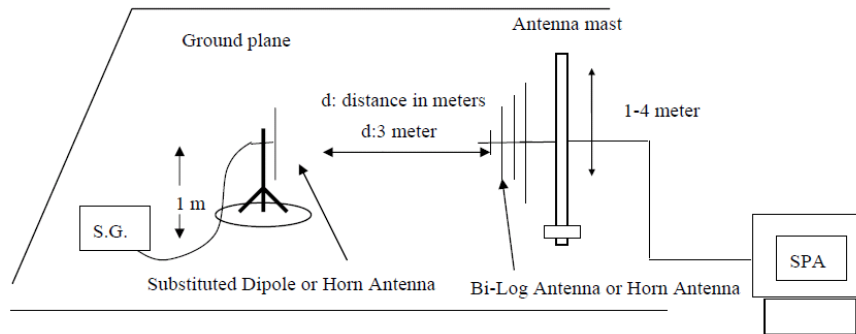 Ground plane
Antenna mast
d: distance in meters
d:3 meter
1-4 meter
1 m
S.G.
SPA
Substituted Dipole or Horn Antenna
Bi-Log Antenna or Horn Antenna